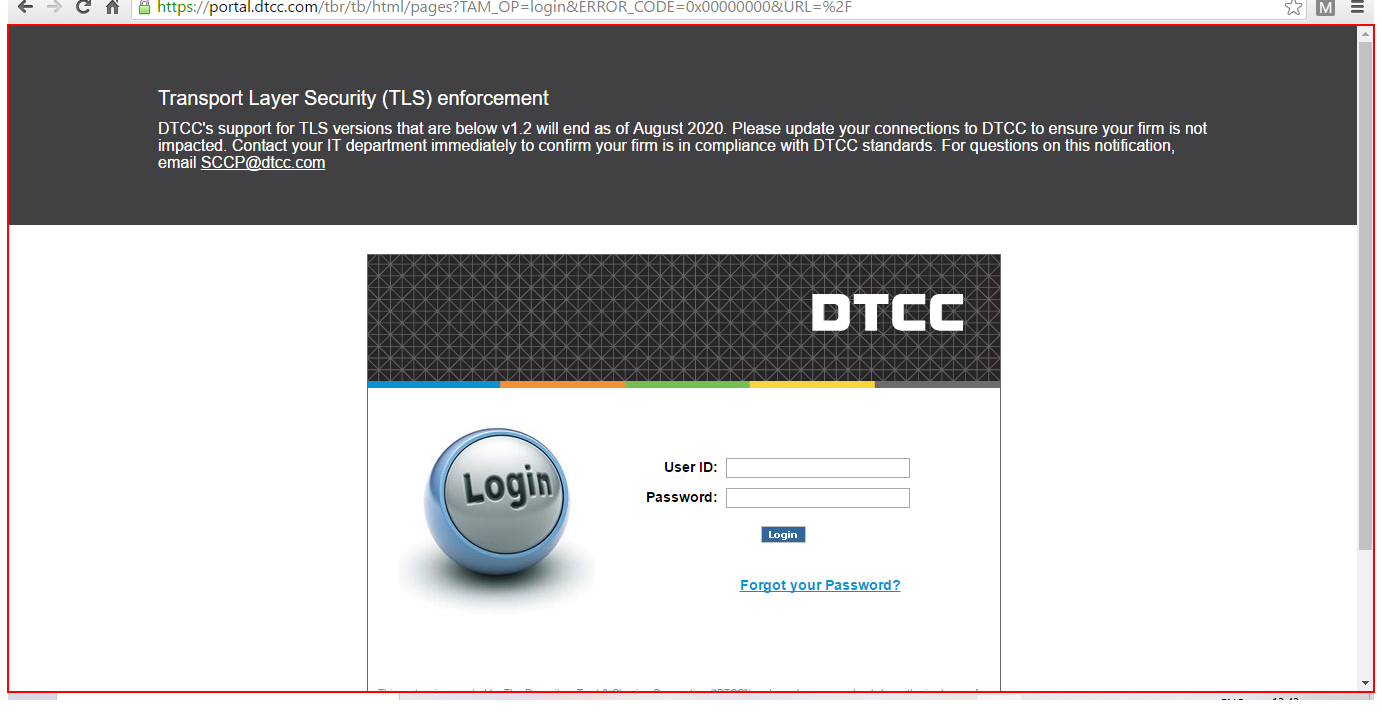 https://portal.dtcc.com/tbr/tb/html/pages?TAM_OP=login&ERROR_CODE=0x00000000&URL=%2F
M
Transport Layer Security (TLS) enforcement
DTCC's support for TLS versions that are below v1.2 will end as of August 2020. Please update your connections to DTCC to ensure your firm is not
impacted. Contact your IT department immediately to confirm your firm is in compliance with DTCC standards. For questions on this notification,
email SCCP@dtcc.com
DTCC
Login
User ID:
Password:
Login
Forgot your Password?